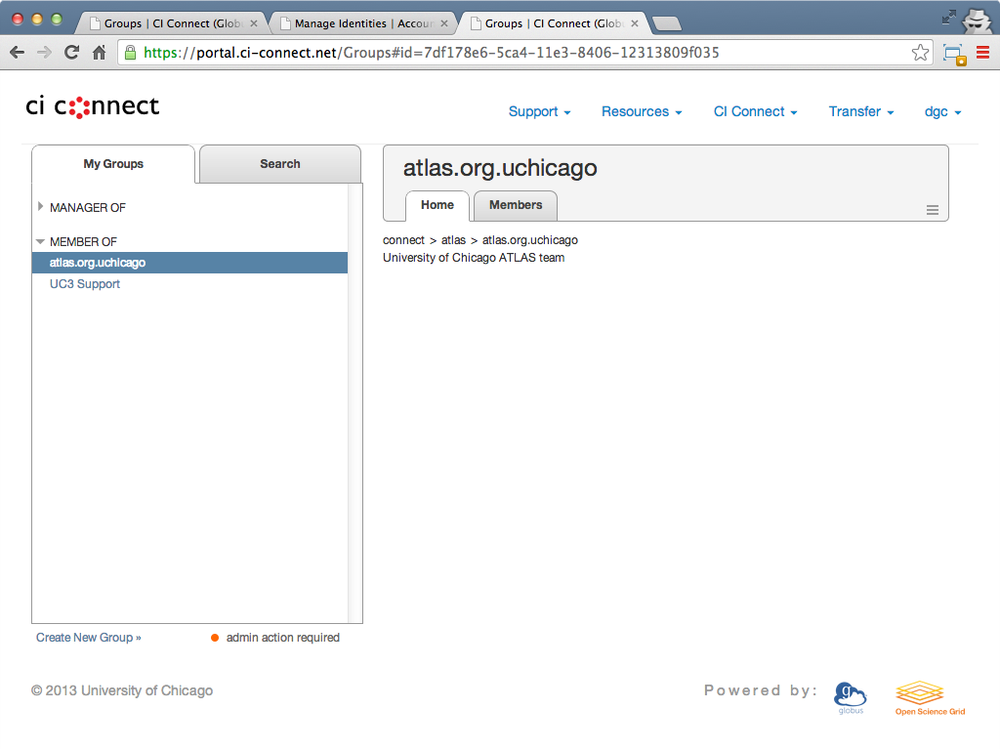 Groups | CI Connect (Glob
Manage Identities | Accou
Groups | CI Connect (Glob
https://portal.ci-connect.net/Groups#id=7df178e6-5ca4-11e3-8406-12313809f035
ci connect
Support
Resources
CI Connect
Transfer
dgc
My Groups
Search
MANAGER OF
MEMBER OF
atlas.org.uchicago
UC3 Support
atlas.org.uchicago
Home
Members
connect > atlas > atlas.org.uchicago
University of Chicago ATLAS team
Create New Group »
admin action required
© 2013 University of Chicago
Powered by:
g
globus
Open Science Grid